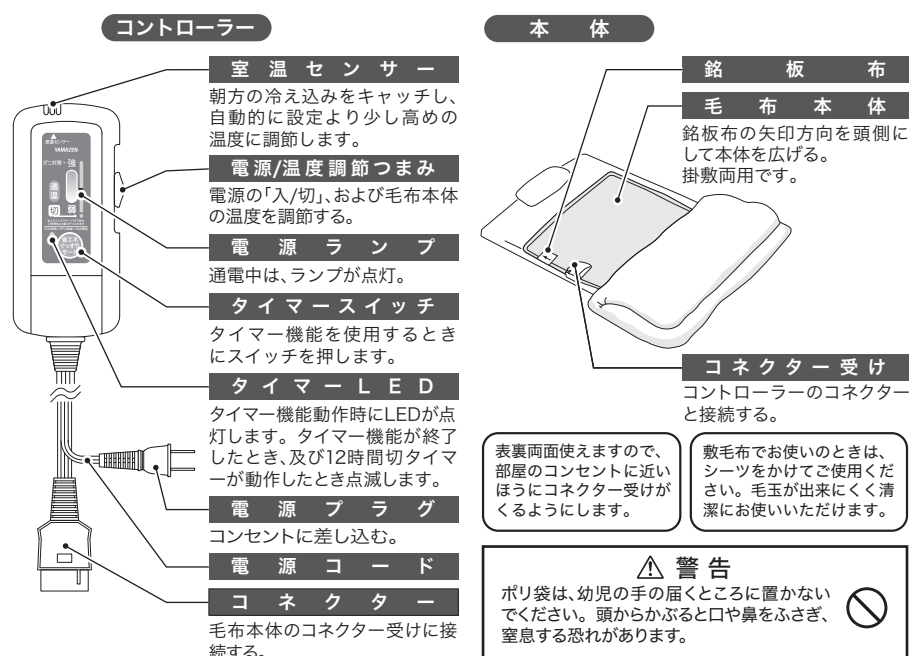 コントローラー
室温センサー
朝方の冷え込みをキャッチし、
自動的に設定より少し高めの
温度に調節します。
電源/温度調節つまみ
電源の「入/切」、および毛布本体
の温度を調節する。
電源ランプ
通電中は、ランプが点灯。
タイマースイッチ
タイマー機能を使用するとき
にスイッチを押します。
タイマーLED
タイマー機能動作時にLEDが点
灯します。タイマー機能が終了
したとき、及び12時間切タイマ
ーが動作したとき点滅します。
電源プラグ
コンセントに差し込む。
電源コード
コネクター
毛布本体のコネクター受けに接
続する。
室温センサー
YAMAZEN
ダニ対策・強
適温
切 弱
本体
銘板布
毛布本体
銘板布の矢印方向を頭側に
して本体を広げる。
掛敷両用です。
コネクター受け
コントローラーのコネクター
と接続する。
表裏両面使えますので、
部屋のコンセントに近い
ほうにコネクター受けが
くるようにします。
敷毛布でお使いのときは、
シーツをかけてご使用くだ
さい。毛玉が出来にくく清
潔にお使いいただけます。
警告
ポリ袋は、幼児の手の届くところに置かない
でください。頭からかぶると口や鼻をふさぎ、
窒息する恐れがあります。